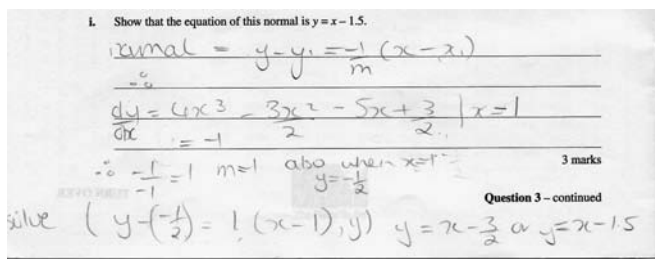 i. Show that the equation of this normal is y = x – 1.5.
normal = y - y₁ = -1/m (x - x₁)
∴
dy/dx = 4x³ - 3x²/2 - 5x + 3/2 | x=1
= -1
∴ -1/-1 = 1 m=1 also when x=1
y = -1/2
3 marks
Question 3 – continued
solve ( y-(-1/2) = 1 (x-1), y) y = x - 3/2 or y = x - 1.5